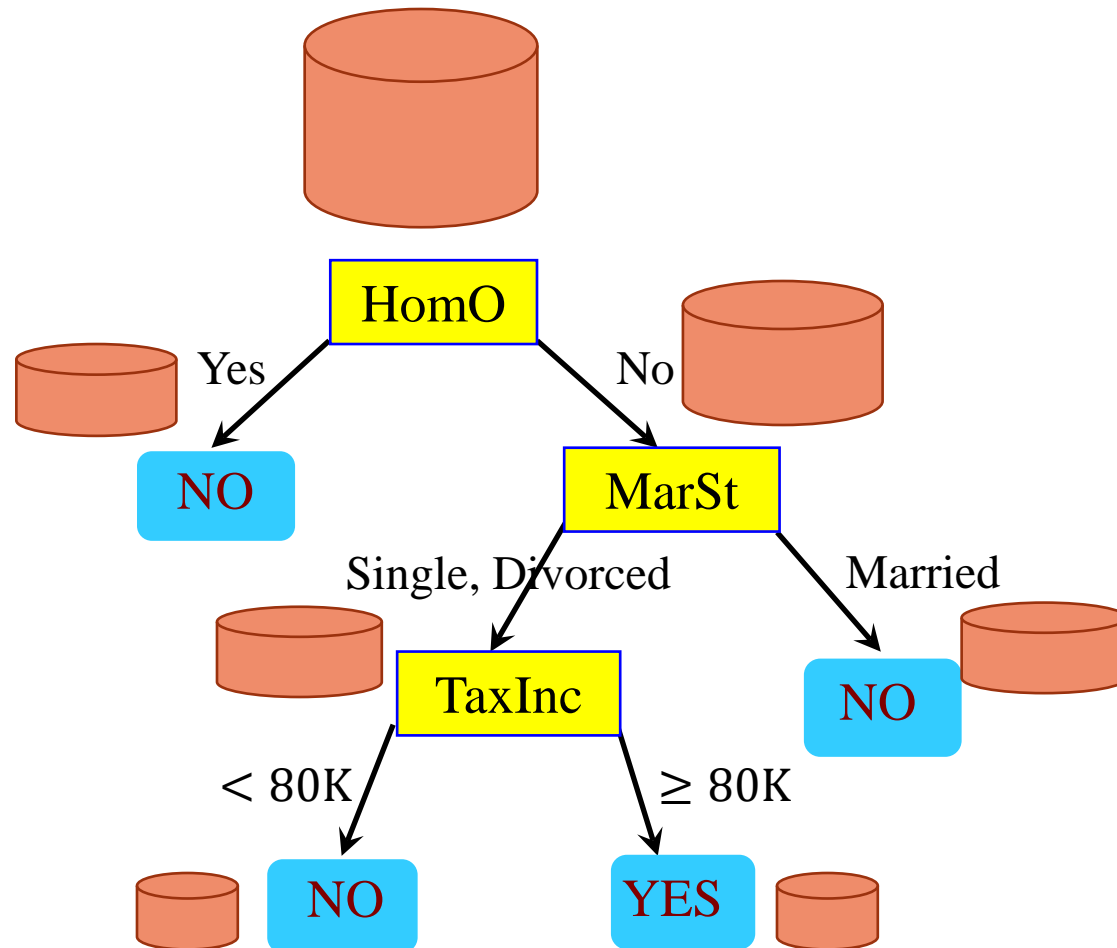 HomO
Yes
No
NO
MarSt
Single, Divorced
Married
TaxInc
NO
< 80K
≥ 80K
NO
YES